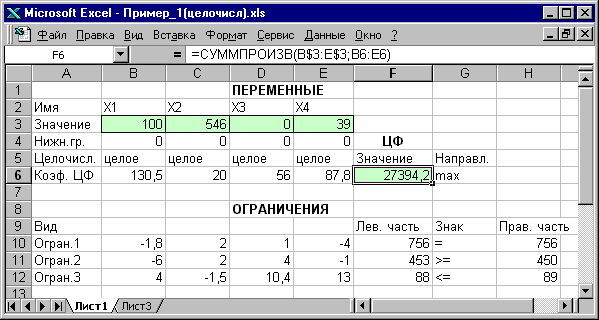 Microsoft Excel - Пример_1(целочисл).xls
Файл Правка Вид Вставка Формат Сервис Данные Окно ?
F6 = =СУММПРОИЗВ(B$3:E$3;B6:E6)
A B C D E F G H
1 ПЕРЕМЕННЫЕ
2 Имя X1 X2 X3 X4
3 Значение 100 546 0 39
4 Нижн.гр. 0 0 0 0 ЦФ
5 Целочисл. целое целое целое целое Значение Направл.
6 Коэф. ЦФ 130,5 20 56 87,8 27394,2 max
7
8 ОГРАНИЧЕНИЯ
9 Вид Лев. часть Знак Прав. часть
10 Огран.1 -1,8 2 1 -4 756 = 756
11 Огран.2 -6 2 4 -1 453 >= 450
12 Огран.3 4 -1,5 10,4 13 88 <= 89
13
Лист1 Лист3